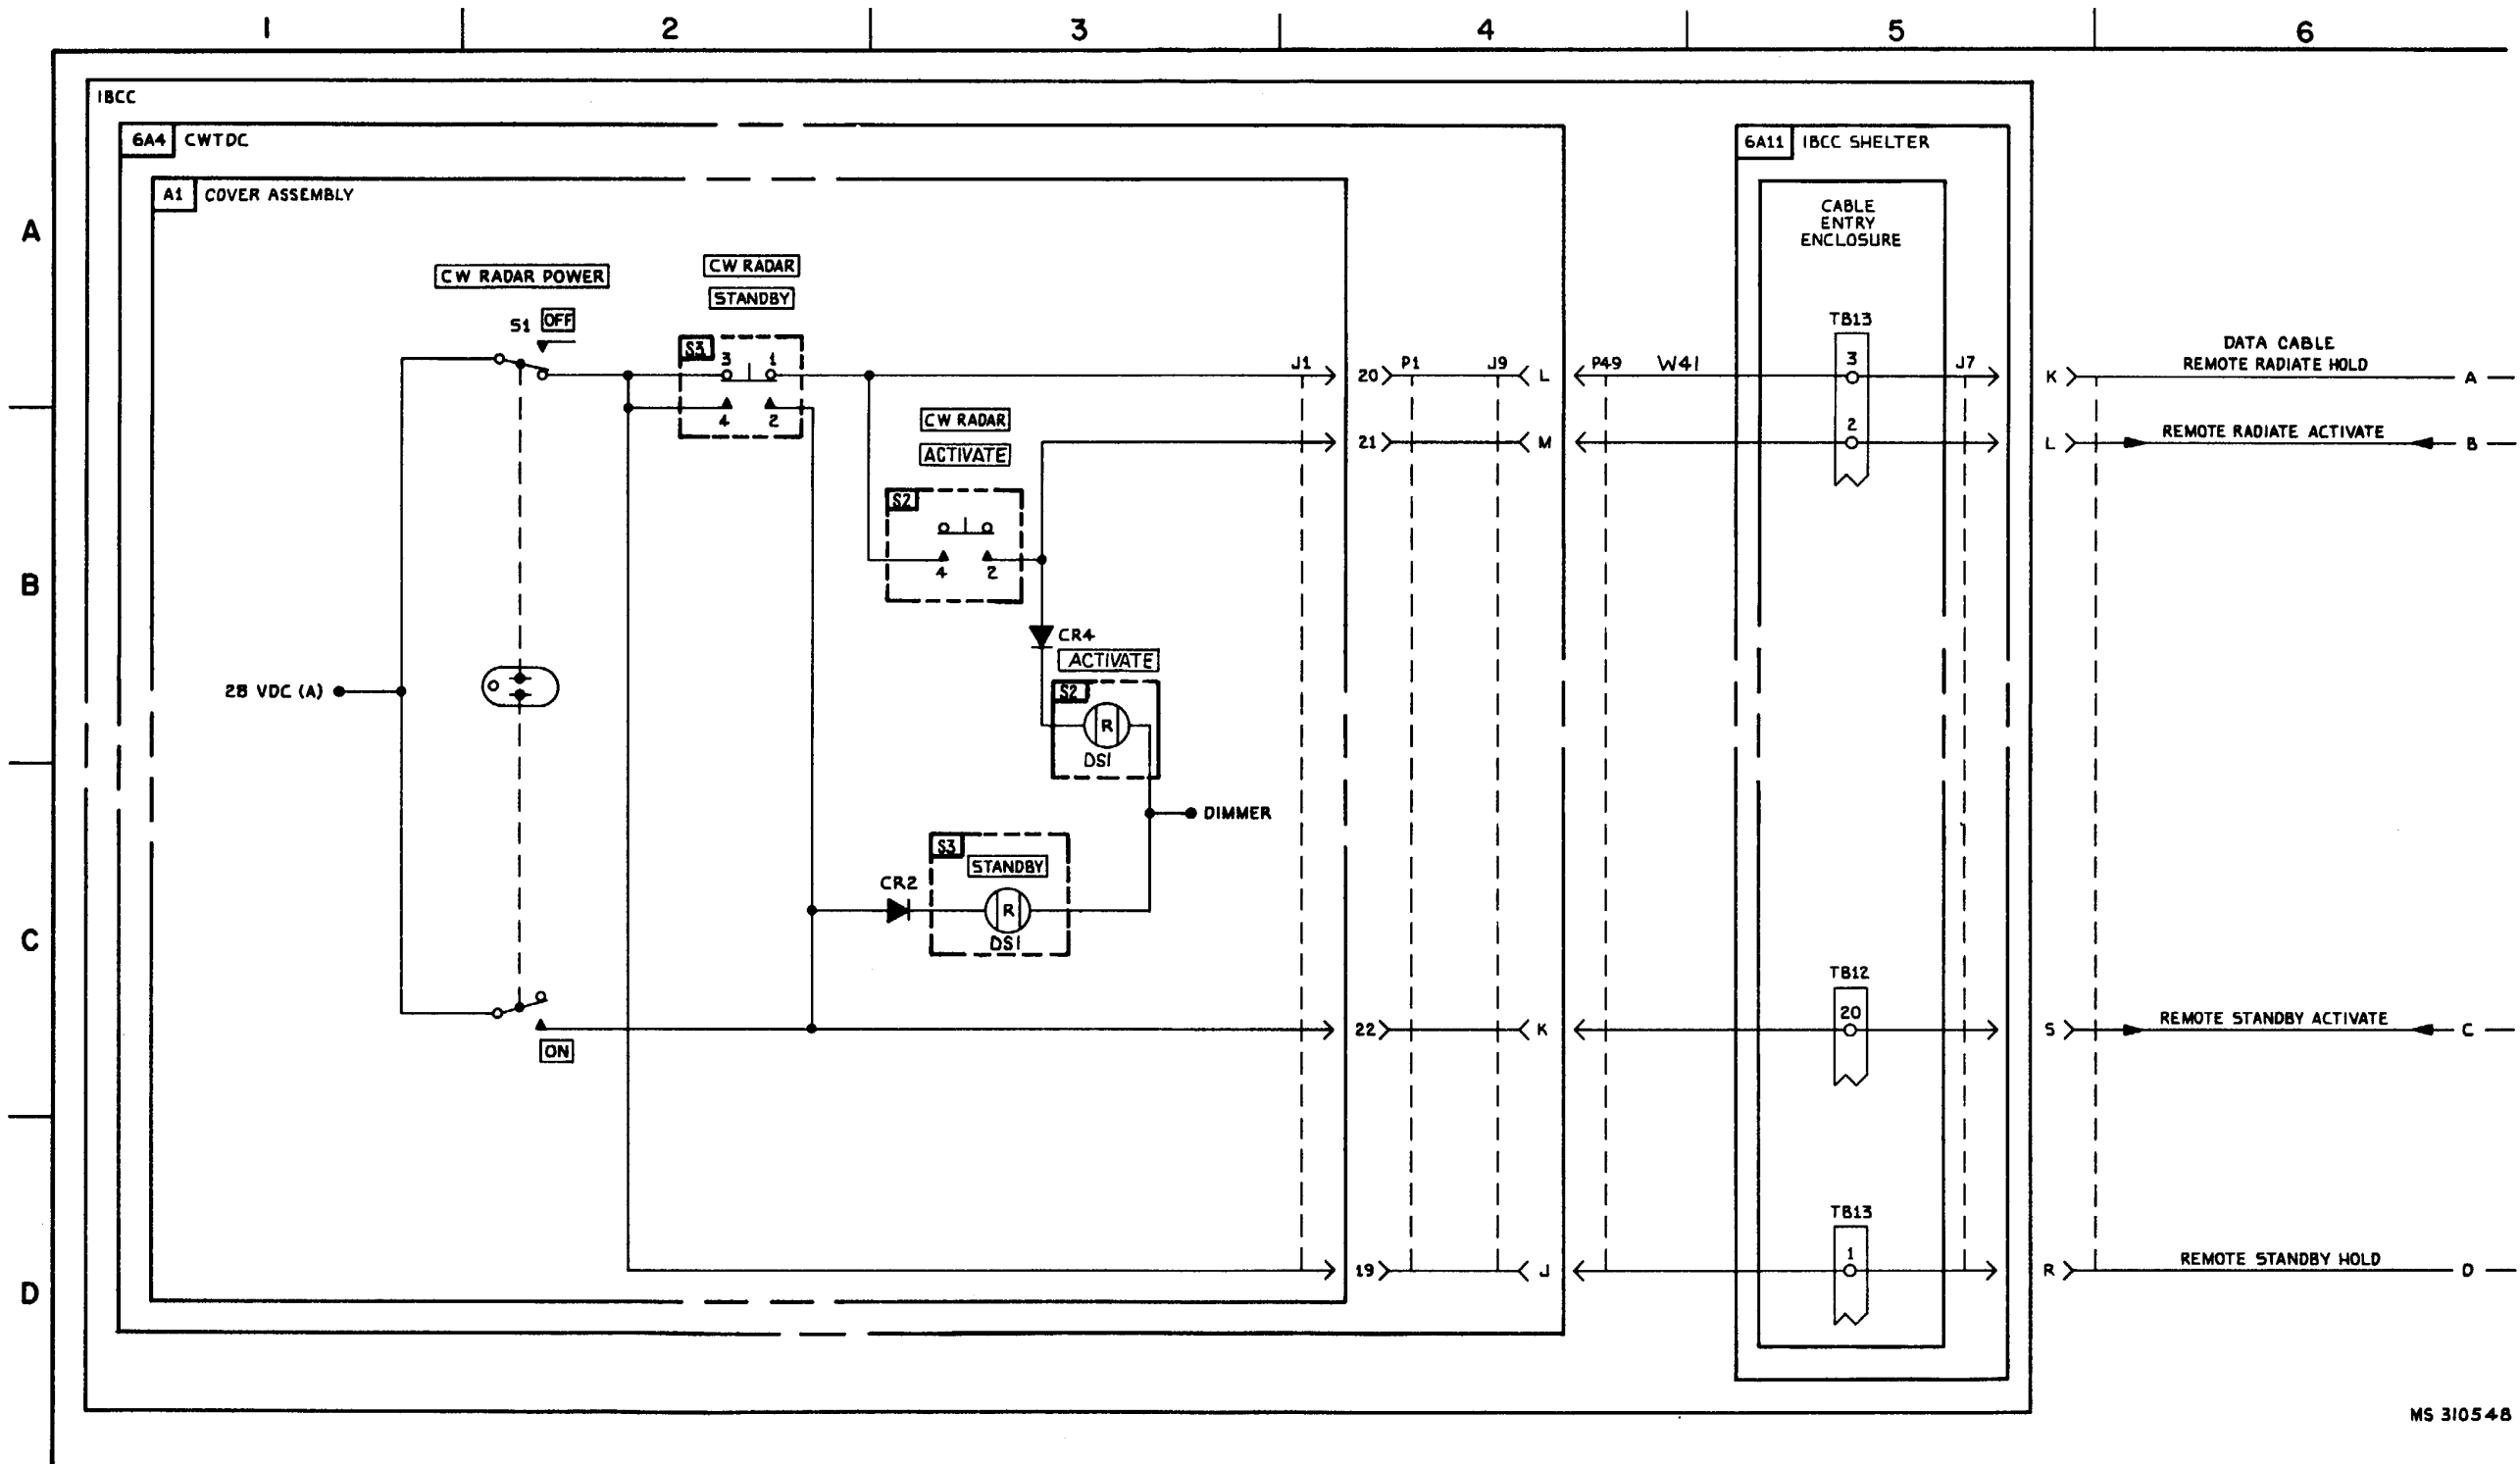 1 2 3 4 5 6
IBCC
6A4 CWTDC
6A11 IBCC SHELTER
A1 COVER ASSEMBLY
A
CABLE
ENTRY
ENCLOSURE
CW RADAR POWER
CW RADAR
STANDBY
S1 OFF
TB13
S3 3 1
J1 20 P1 J9 L P49 W41 3 J7 K
DATA CABLE
REMOTE RADIATE HOLD
A
4 2
CW RADAR
ACTIVATE
21 M 2 L REMOTE RADIATE ACTIVATE B
S2
4 2
B
CR4
ACTIVATE
28 VDC (A)
S2
R
DS1
DIMMER
S3
STANDBY
CR2
R
DS1
C
TB12
20
22 K S REMOTE STANDBY ACTIVATE C
ON
TB13
1
19 J R REMOTE STANDBY HOLD D
D
MS 310548